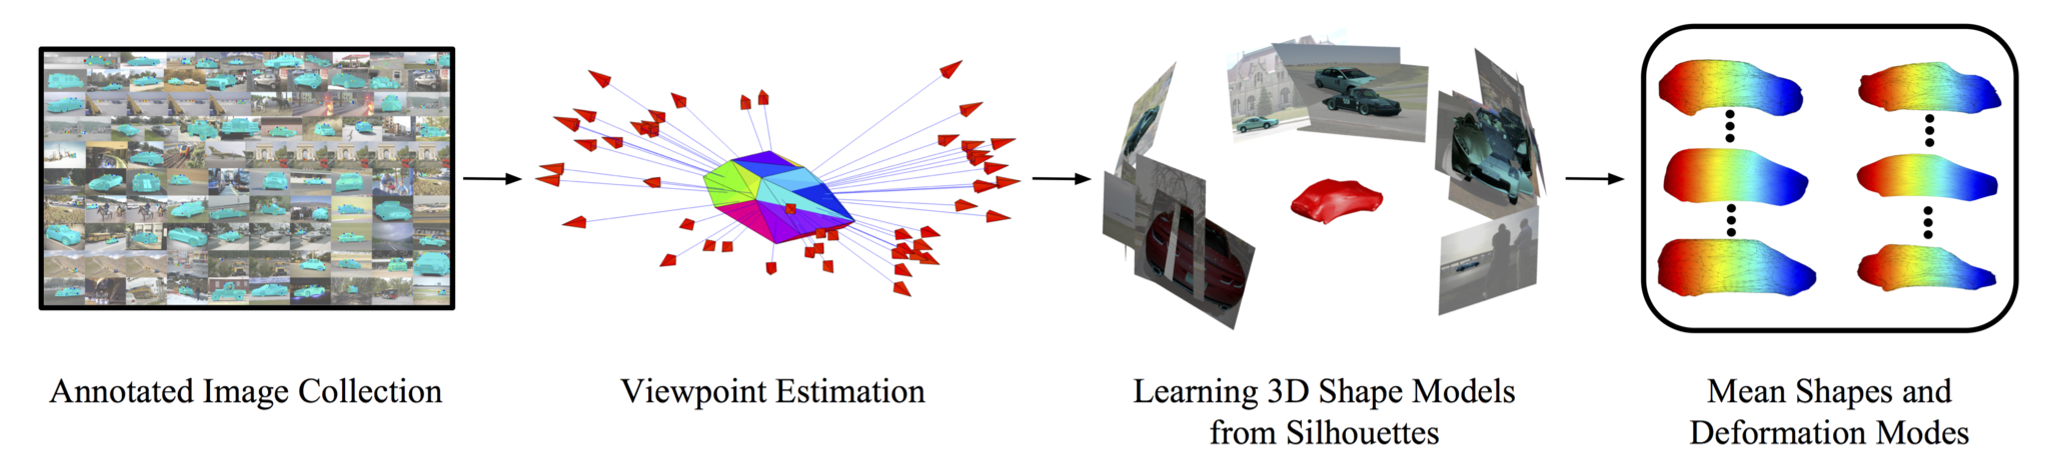 Annotated Image Collection
Viewpoint Estimation
Learning 3D Shape Models
from Silhouettes
Mean Shapes and
Deformation Modes